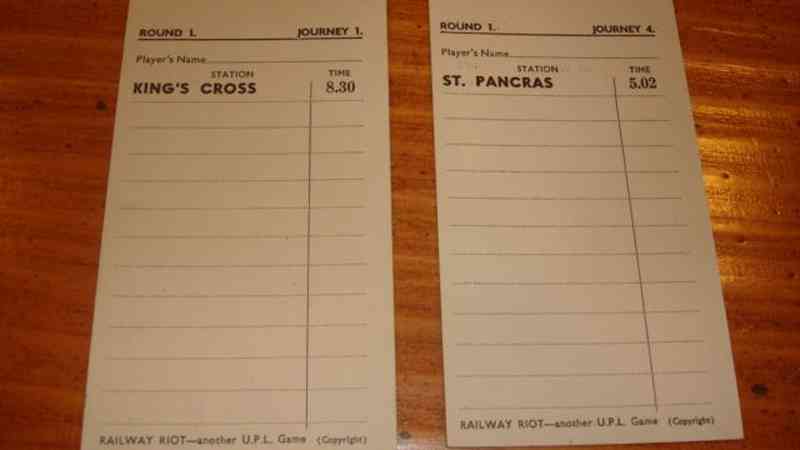 ROUND 1. JOURNEY 1.
Player's Name
STATION TIME
KING'S CROSS 8.30
RAILWAY RIOT—another U.P.L. Game (Copyright)
ROUND 1. JOURNEY 4.
Player's Name
STATION TIME
ST. PANCRAS 5.02
RAILWAY RIOT—another U.P.L. Game (Copyright)